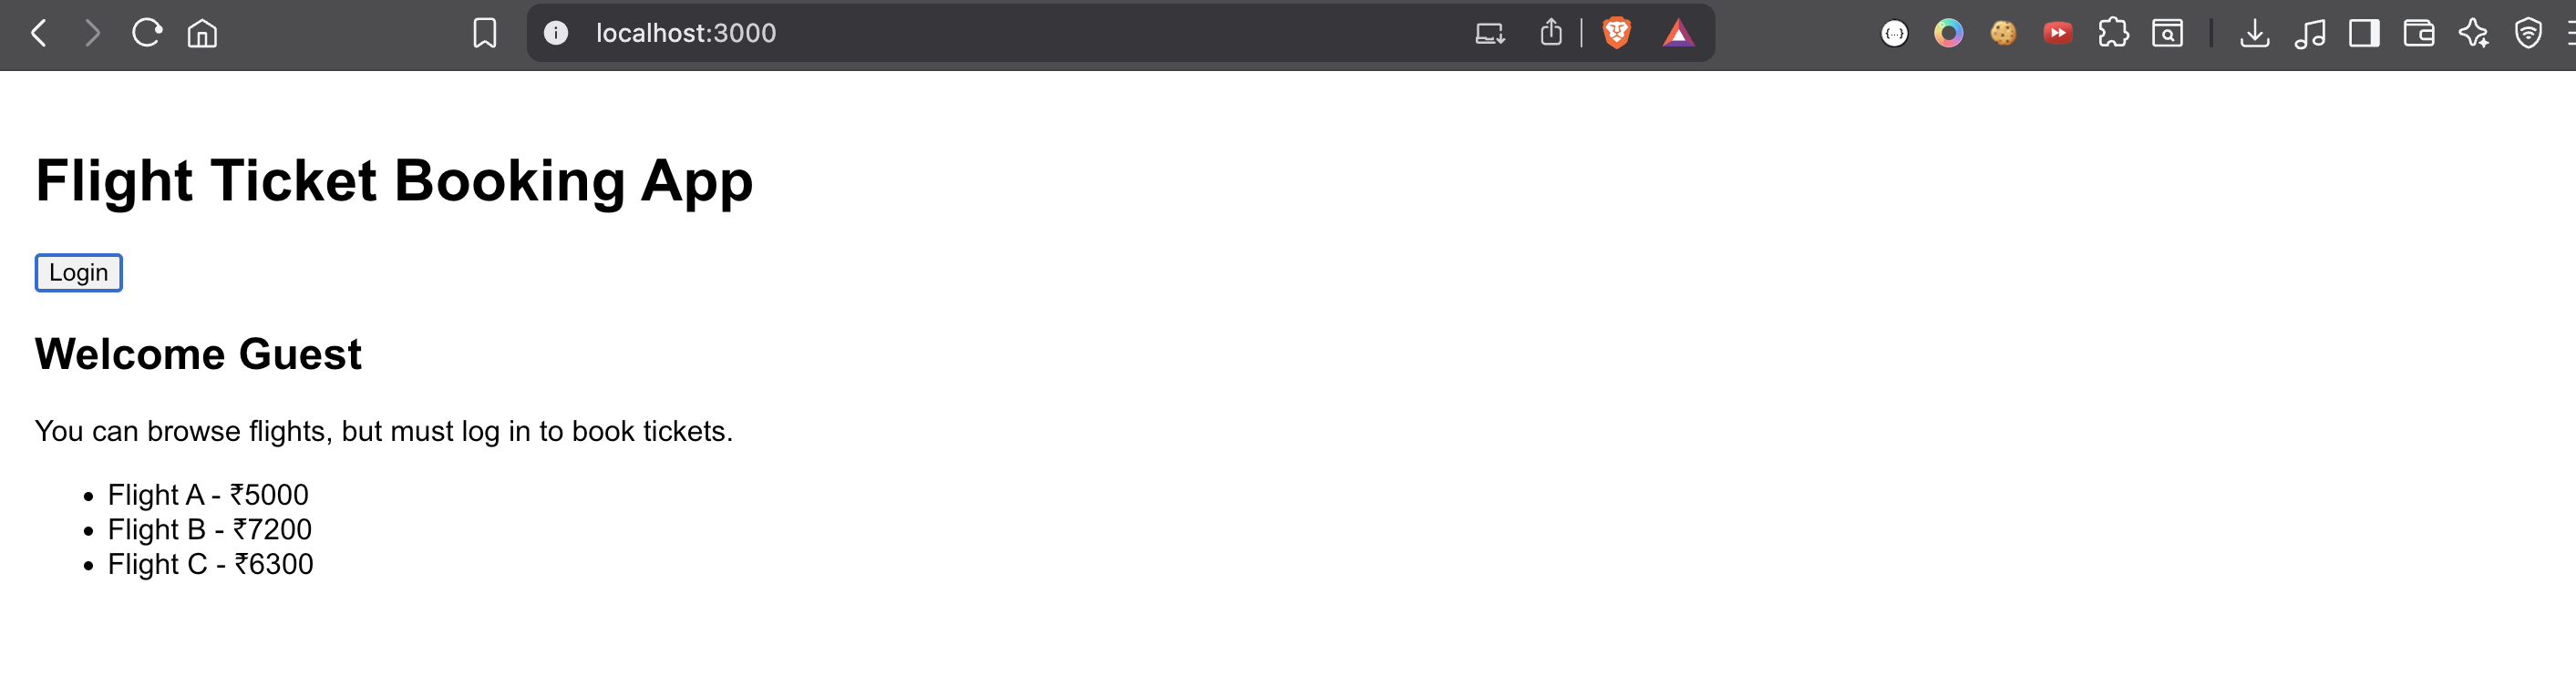 localhost:3000
Flight Ticket Booking App
Login
Welcome Guest
You can browse flights, but must log in to book tickets.
• Flight A - ₹5000
• Flight B - ₹7200
• Flight C - ₹6300